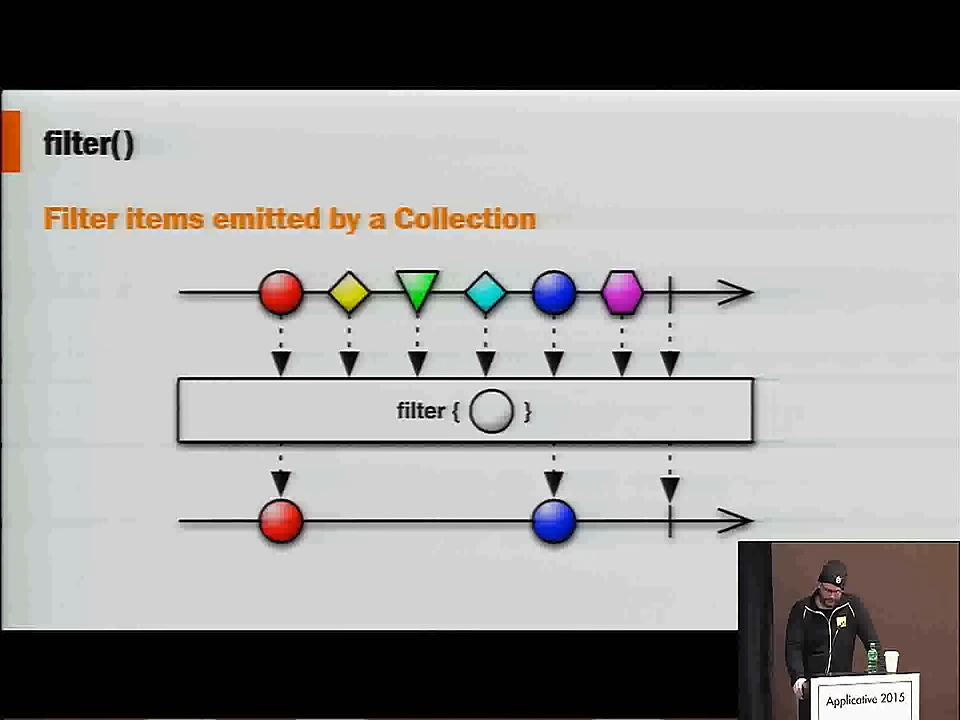 filter()
Filter items emitted by a Collection
filter { }
Applicative 2015